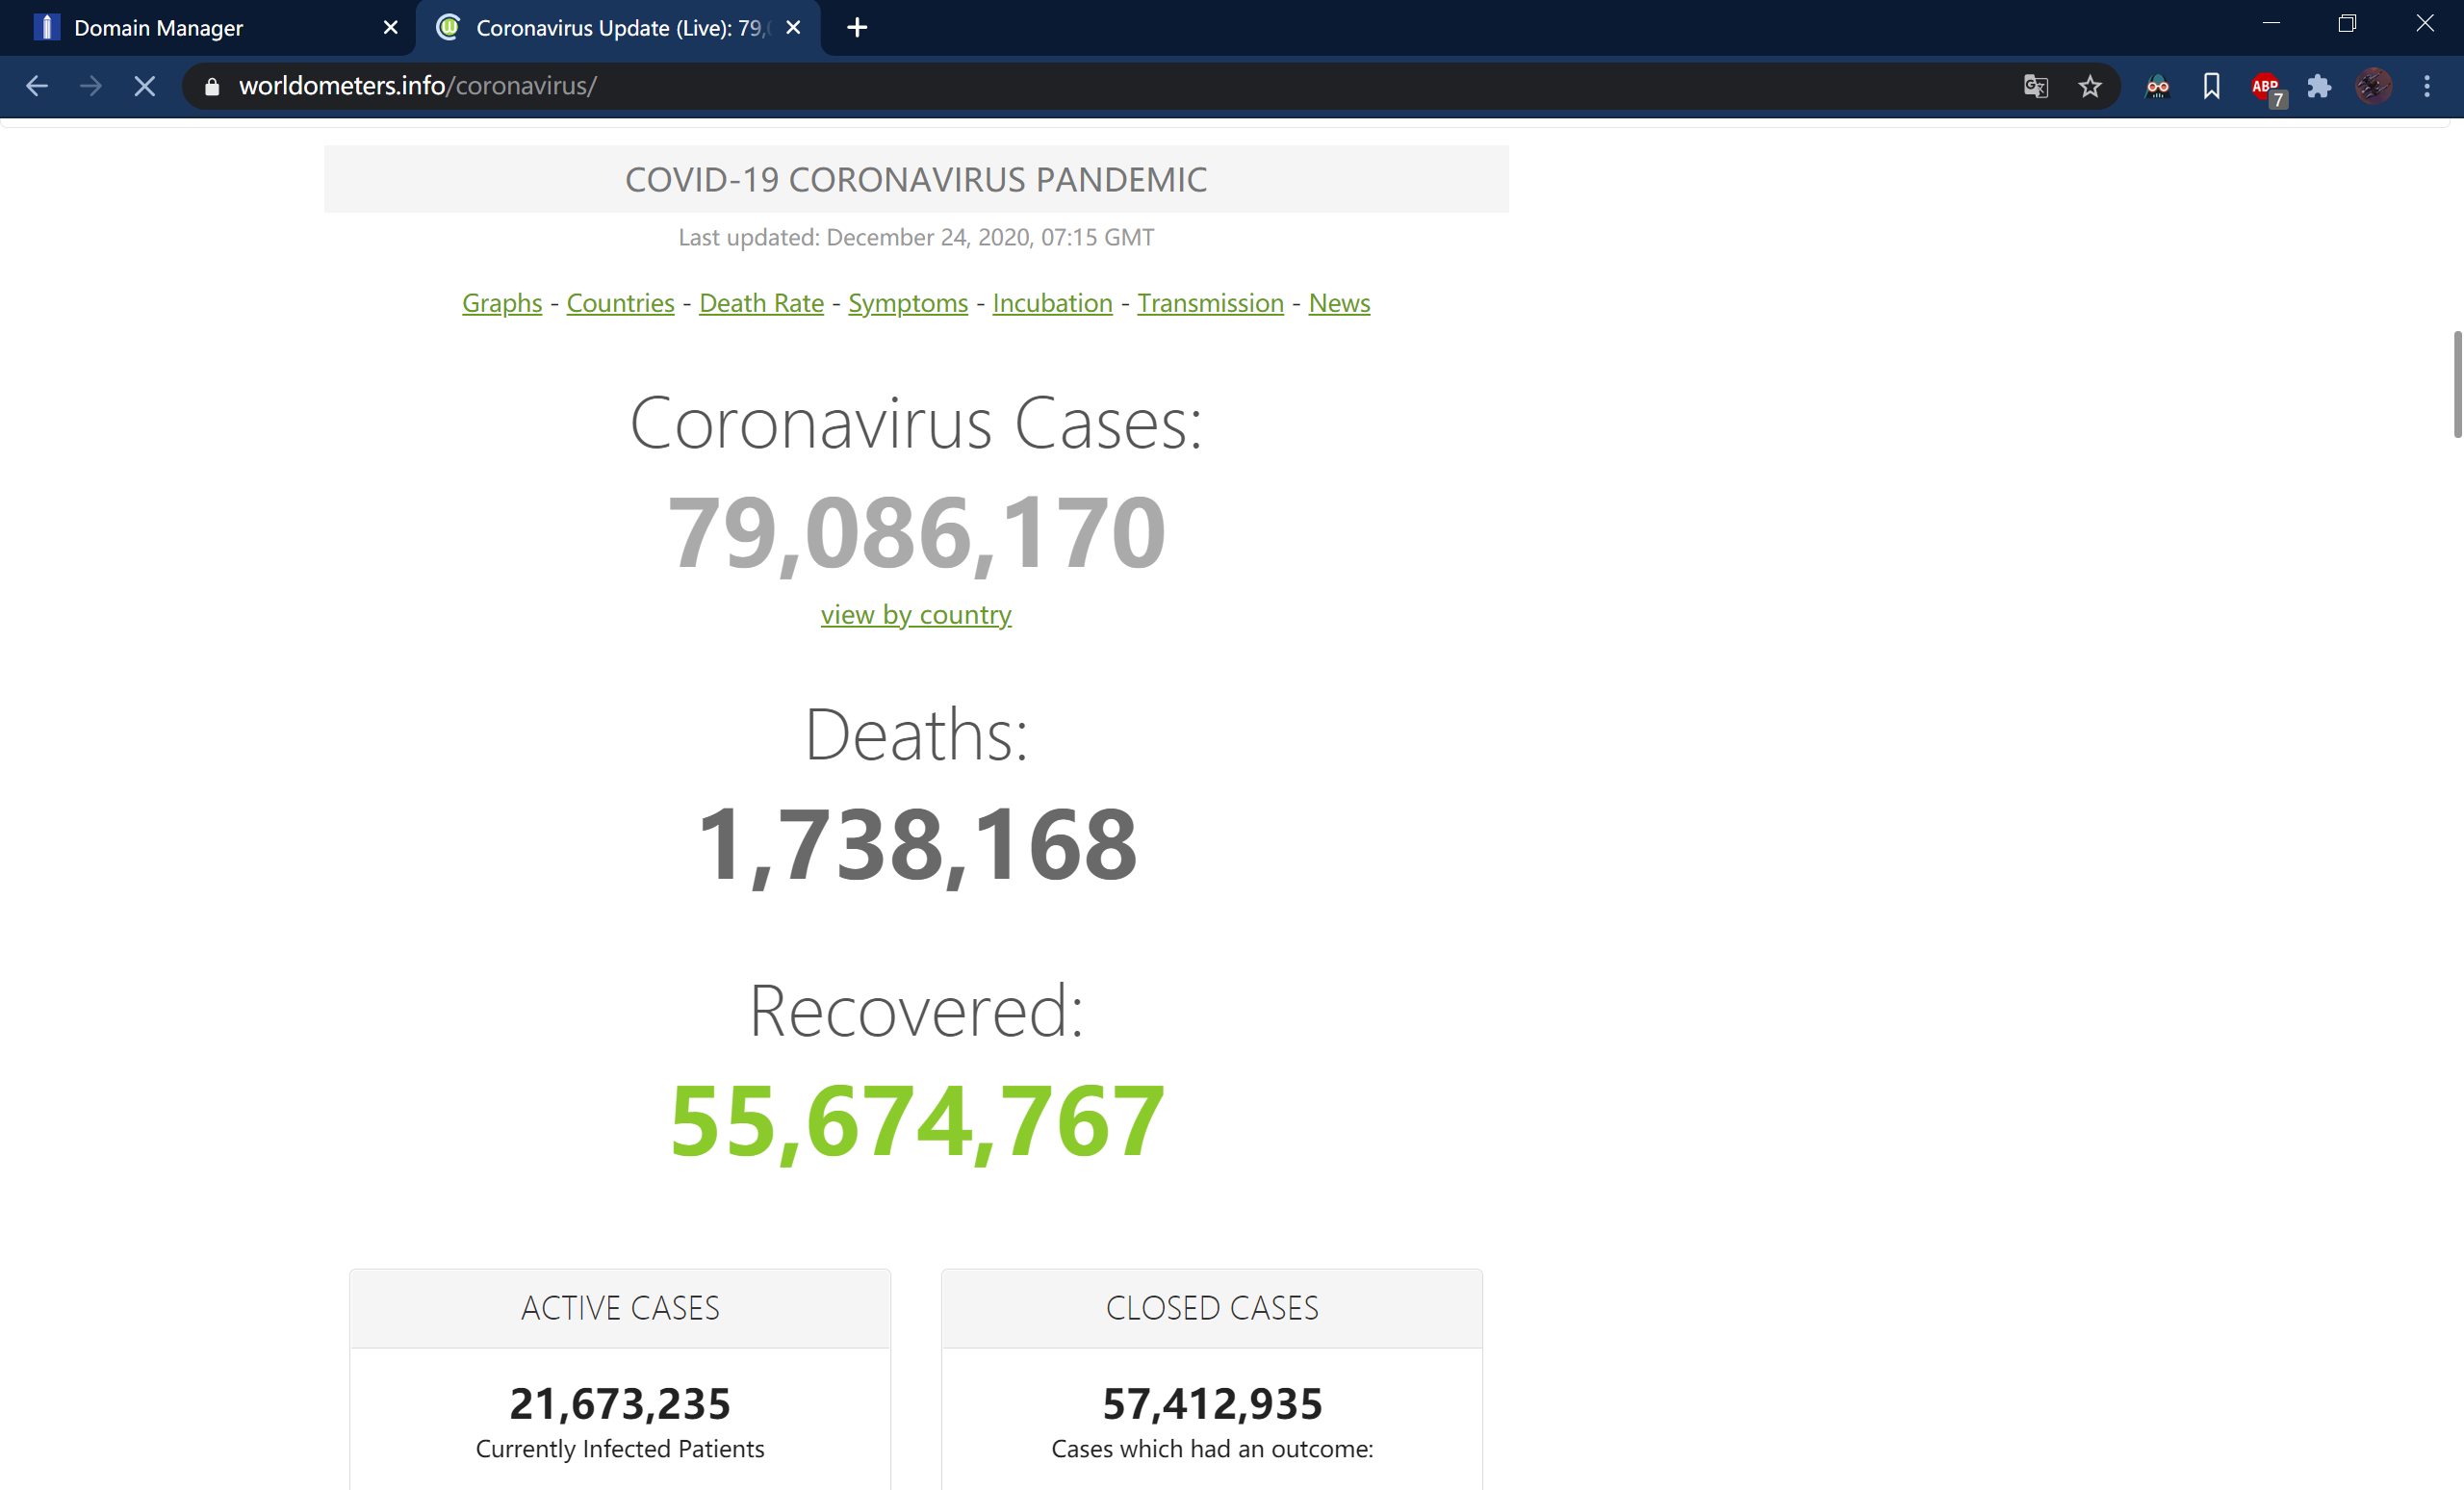 Domain Manager
Coronavirus Update (Live): 79,0
worldometers.info/coronavirus/
ABP
7
COVID-19 CORONAVIRUS PANDEMIC
Last updated: December 24, 2020, 07:15 GMT
Graphs - Countries - Death Rate - Symptoms - Incubation - Transmission - News
Coronavirus Cases:
79,086,170
view by country
Deaths:
1,738,168
Recovered:
55,674,767
ACTIVE CASES
CLOSED CASES
21,673,235
57,412,935
Currently Infected Patients
Cases which had an outcome: